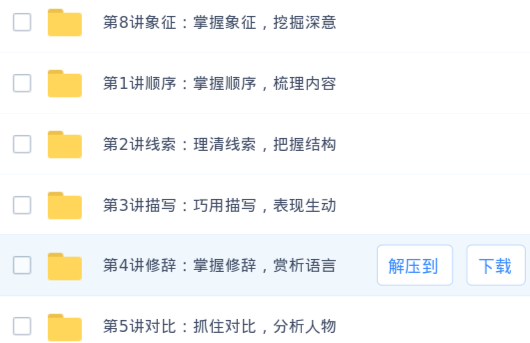 第8讲象征：掌握象征，挖掘深意
第1讲顺序：掌握顺序，梳理内容
第2讲线索：理清线索，把握结构
第3讲描写：巧用描写，表现生动
第4讲修辞：掌握修辞，赏析语言 解压到 下载
第5讲对比：抓住对比，分析人物